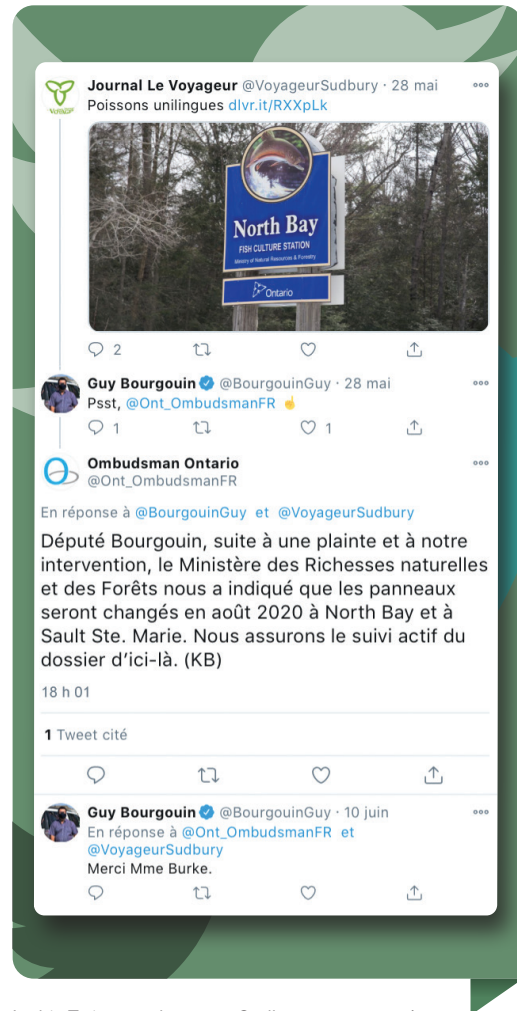 Journal Le Voyageur @VoyageurSudbury · 28 mai
Poissons unilingues dlvr.it/RXXpLk
North Bay
FISH CULTURE STATION
Ministry of Natural Resources & Forestry
Ontario
2
Guy Bourgouin @BourgouinGuy · 28 mai
Psst, @Ont_OmbudsmanFR ☝
1 1
Ombudsman Ontario
@Ont_OmbudsmanFR
En réponse à @BourgouinGuy et @VoyageurSudbury
Député Bourgouin, suite à une plainte et à notre
intervention, le Ministère des Richesses naturelles
et des Forêts nous a indiqué que les panneaux
seront changés en août 2020 à North Bay et à
Sault Ste. Marie. Nous assurons le suivi actif du
dossier d’ici-là. (KB)
18 h 01
1 Tweet cité
Guy Bourgouin @BourgouinGuy · 10 juin
En réponse à @Ont_OmbudsmanFR et
@VoyageurSudbury
Merci Mme Burke.